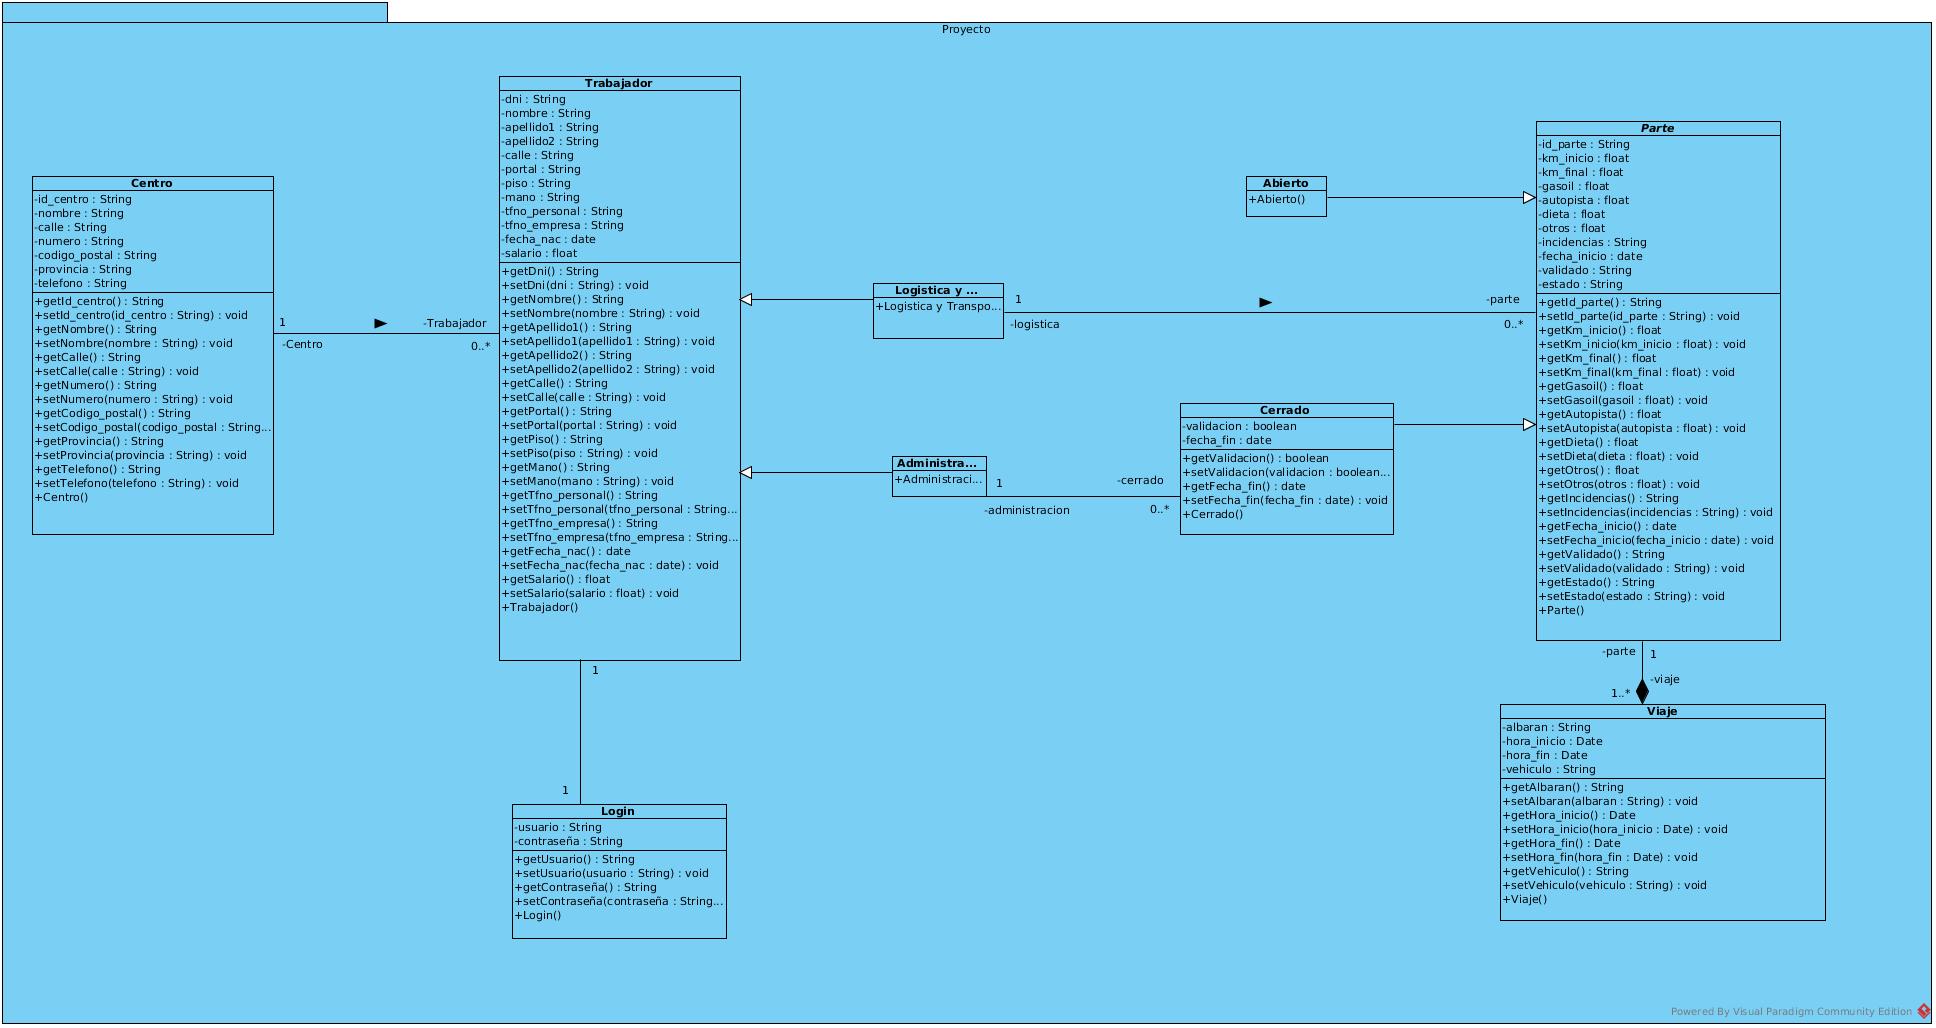 Proyecto
Centro
-id_centro : String
-nombre : String
-calle : String
-numero : String
-codigo_postal : String
-provincia : String
-telefono : String
+getId_centro() : String
+setId_centro(id_centro : String) : void
+getNombre() : String
+setNombre(nombre : String) : void
+getCalle() : String
+setCalle(calle : String) : void
+getNumero() : String
+setNumero(numero : String) : void
+getCodigo_postal() : String
+setCodigo_postal(codigo_postal : String...
+getProvincia() : String
+setProvincia(provincia : String) : void
+getTelefono() : String
+setTelefono(telefono : String) : void
+Centro()
1
-Centro
-Trabajador
0..*
Trabajador
-dni : String
-nombre : String
-apellido1 : String
-apellido2 : String
-calle : String
-portal : String
-piso : String
-mano : String
-tfno_personal : String
-tfno_empresa : String
-fecha_nac : date
-salario : float
+getDni() : String
+setDni(dni : String) : void
+getNombre() : String
+setNombre(nombre : String) : void
+getApellido1() : String
+setApellido1(apellido1 : String) : void
+getApellido2() : String
+setApellido2(apellido2 : String) : void
+getCalle() : String
+setCalle(calle : String) : void
+getPortal() : String
+setPortal(portal : String) : void
+getPiso() : String
+setPiso(piso : String) : void
+getMano() : String
+setMano(mano : String) : void
+getTfno_personal() : String
+setTfno_personal(tfno_personal : String...
+getTfno_empresa() : String
+setTfno_empresa(tfno_empresa : String...
+getFecha_nac() : date
+setFecha_nac(fecha_nac : date) : void
+getSalario() : float
+setSalario(salario : float) : void
+Trabajador()
1
1
Login
-usuario : String
-contraseña : String
+getUsuario() : String
+setUsuario(usuario : String) : void
+getContraseña() : String
+setContraseña(contraseña : String...
+Login()
Logistica y ...
+Logistica y Transpo...
1
-logistica
-parte
0..*
Administra...
+Administraci...
1
-administracion
-cerrado
0..*
Abierto
+Abierto()
Cerrado
-validacion : boolean
-fecha_fin : date
+getValidacion() : boolean
+setValidacion(validacion : boolean...
+getFecha_fin() : date
+setFecha_fin(fecha_fin : date) : void
+Cerrado()
Parte
-id_parte : String
-km_inicio : float
-km_final : float
-gasoil : float
-autopista : float
-dieta : float
-otros : float
-incidencias : String
-fecha_inicio : date
-validado : String
-estado : String
+getId_parte() : String
+setId_parte(id_parte : String) : void
+getKm_inicio() : float
+setKm_inicio(km_inicio : float) : void
+getKm_final() : float
+setKm_final(km_final : float) : void
+getGasoil() : float
+setGasoil(gasoil : float) : void
+getAutopista() : float
+setAutopista(autopista : float) : void
+getDieta() : float
+setDieta(dieta : float) : void
+getOtros() : float
+setOtros(otros : float) : void
+getIncidencias() : String
+setIncidencias(incidencias : String) : void
+getFecha_inicio() : date
+setFecha_inicio(fecha_inicio : date) : void
+getValidado() : String
+setValidado(validado : String) : void
+getEstado() : String
+setEstado(estado : String) : void
+Parte()
-parte
1
-viaje
1..*
Viaje
-albaran : String
-hora_inicio : Date
-hora_fin : Date
-vehiculo : String
+getAlbaran() : String
+setAlbaran(albaran : String) : void
+getHora_inicio() : Date
+setHora_inicio(hora_inicio : Date) : void
+getHora_fin() : Date
+setHora_fin(hora_fin : Date) : void
+getVehiculo() : String
+setVehiculo(vehiculo : String) : void
+Viaje()
Powered By Visual Paradigm Community Edition